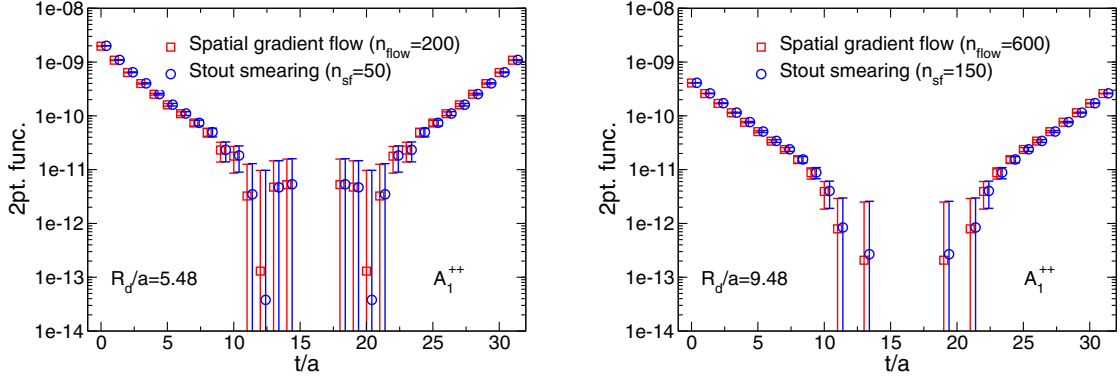 1e-08
1e-09
1e-10
1e-11
1e-12
1e-13
1e-14
2pt. func.
Spatial gradient flow (n_flow=200)
Stout smearing (n_sf=50)
R_d/a=5.48
A_1^++
0 5 10 15 20 25 30
t/a
1e-08
1e-09
1e-10
1e-11
1e-12
1e-13
1e-14
2pt. func.
Spatial gradient flow (n_flow=600)
Stout smearing (n_sf=150)
R_d/a=9.48
A_1^++
0 5 10 15 20 25 30
t/a